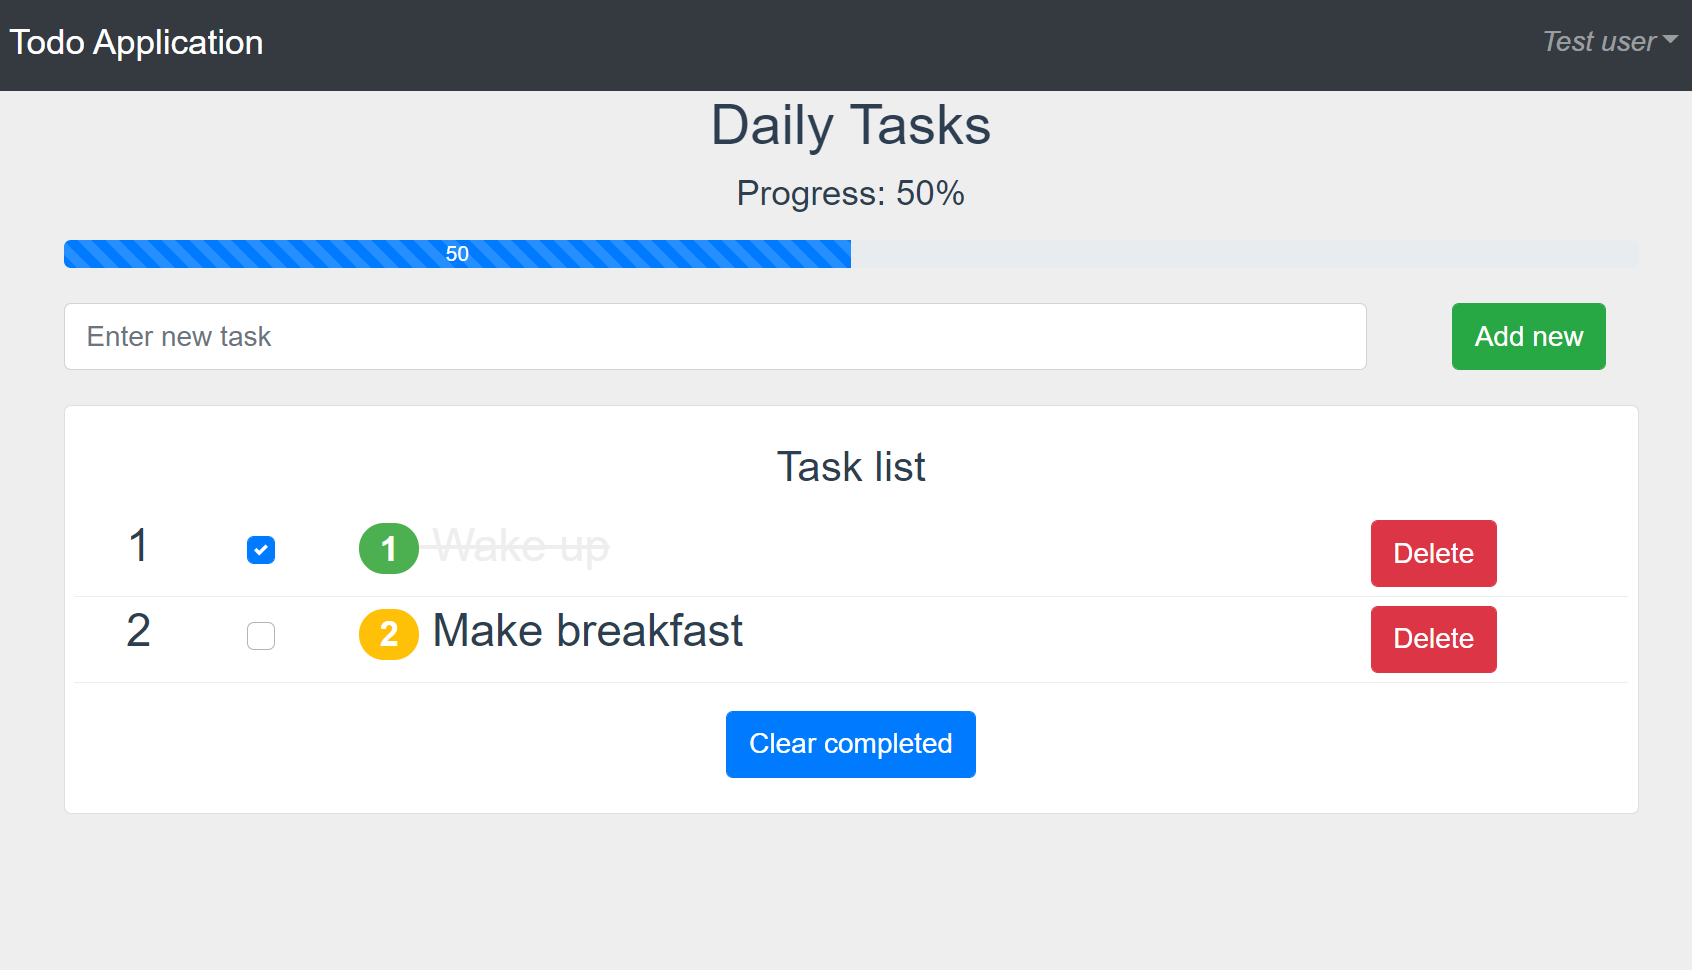 Todo Application Test user
Daily Tasks
Progress: 50%
50
Enter new task Add new
Task list
1 1 Wake up Delete
2 2 Make breakfast Delete
Clear completed